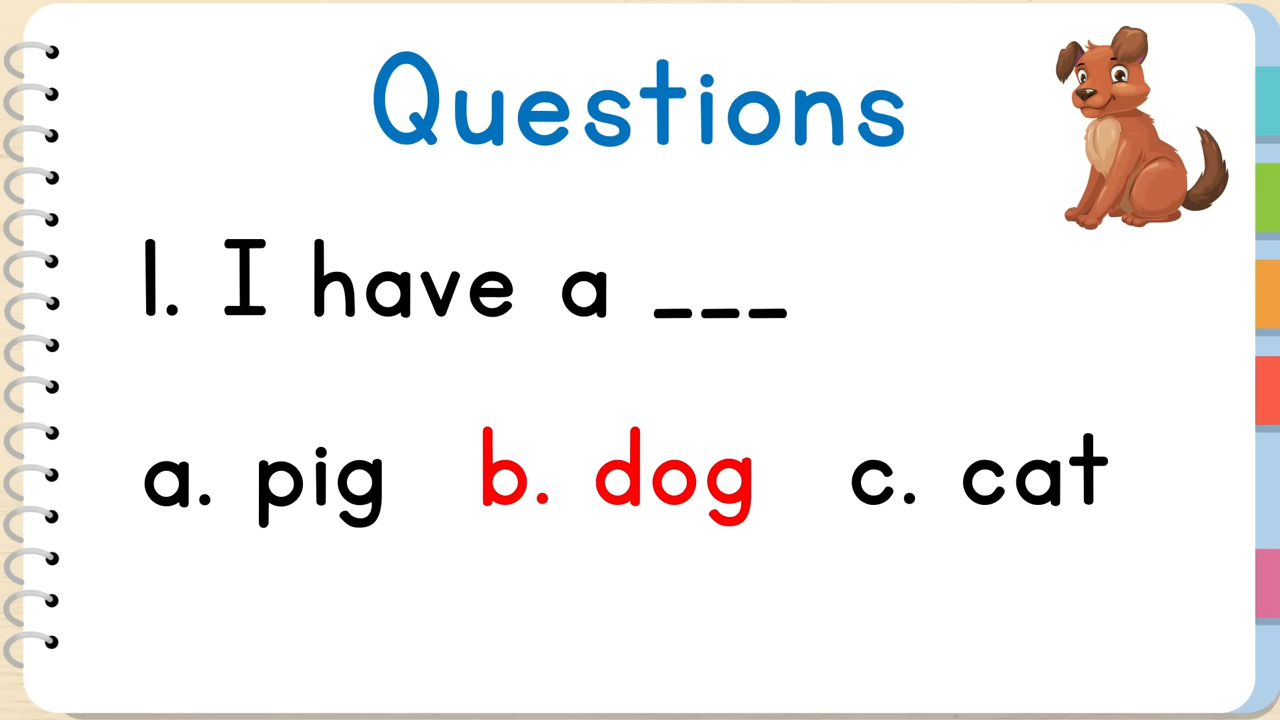 Questions
1. I have a ___
a. pig b. dog c. cat